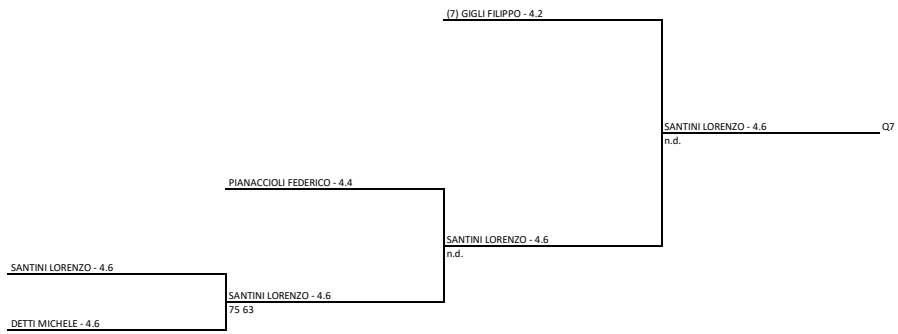 (7) GIGLI FILIPPO - 4.2
SANTINI LORENZO - 4.6
Q7
n.d.
PIANACCIOLI FEDERICO - 4.4
SANTINI LORENZO - 4.6
n.d.
SANTINI LORENZO - 4.6
SANTINI LORENZO - 4.6
75 63
DETTI MICHELE - 4.6